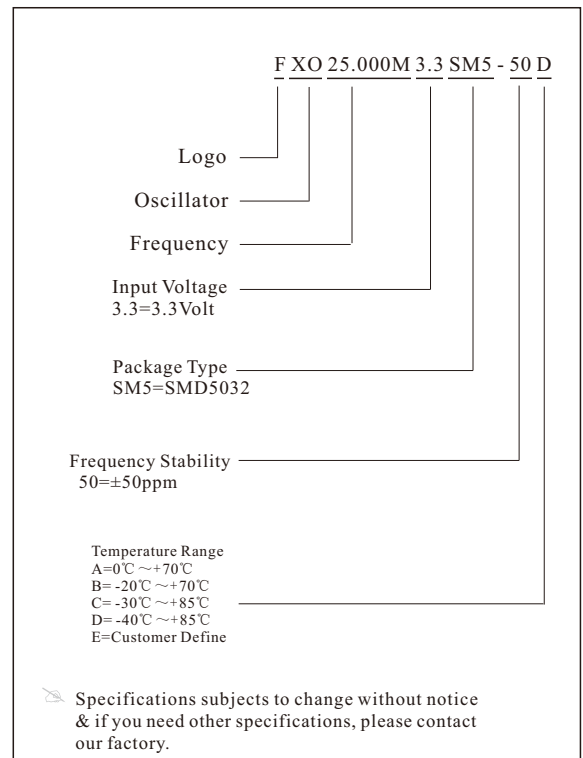 F XO 25.000M 3.3 SM5 - 50 D
Logo
Oscillator
Frequency
Input Voltage
3.3=3.3Volt
Package Type
SM5=SMD5032
Frequency Stability
50=±50ppm
Temperature Range
A=0℃ ～+70℃
B= -20℃ ～+70℃
C= -30℃ ～+85℃
D= -40℃ ～+85℃
E=Customer Define
Specifications subjects to change without notice
& if you need other specifications, please contact
our factory.